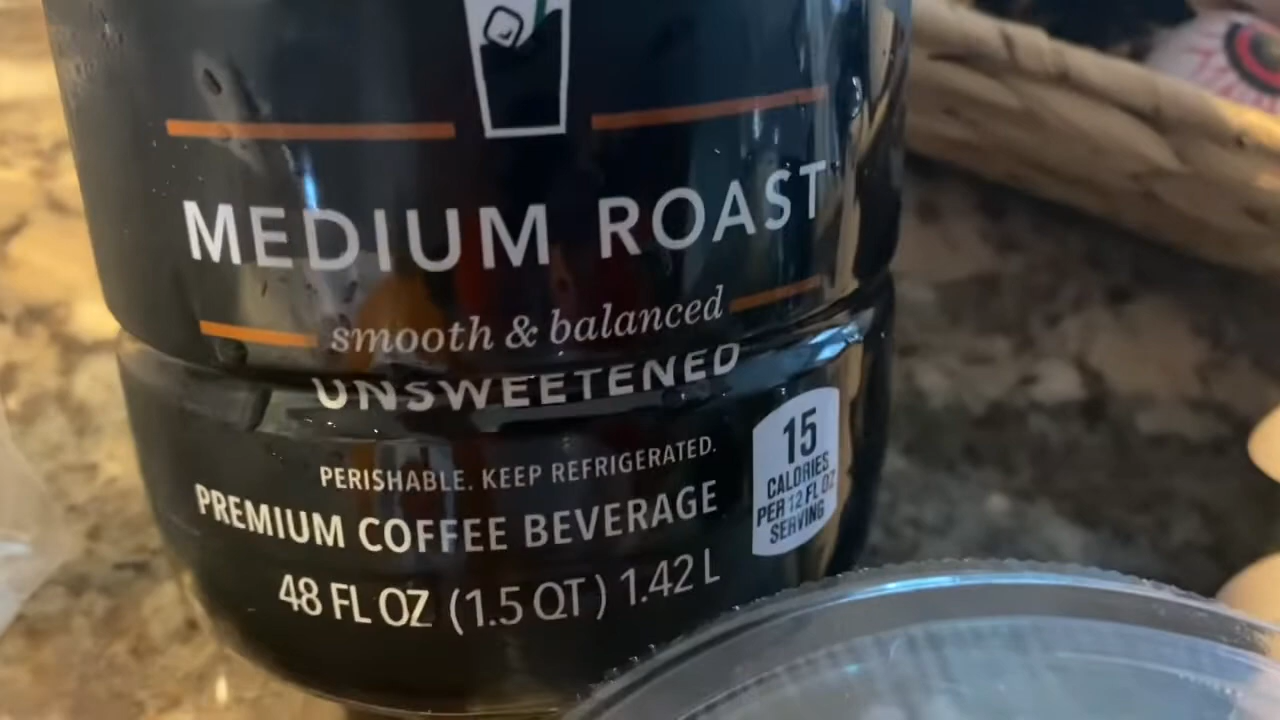 MEDIUM ROAST
smooth & balanced
UNSWEETENED
PERISHABLE. KEEP REFRIGERATED.
PREMIUM COFFEE BEVERAGE
48 FL OZ (1.5 QT) 1.42 L
15
CALORIES
PER 12 FL OZ
SERVING